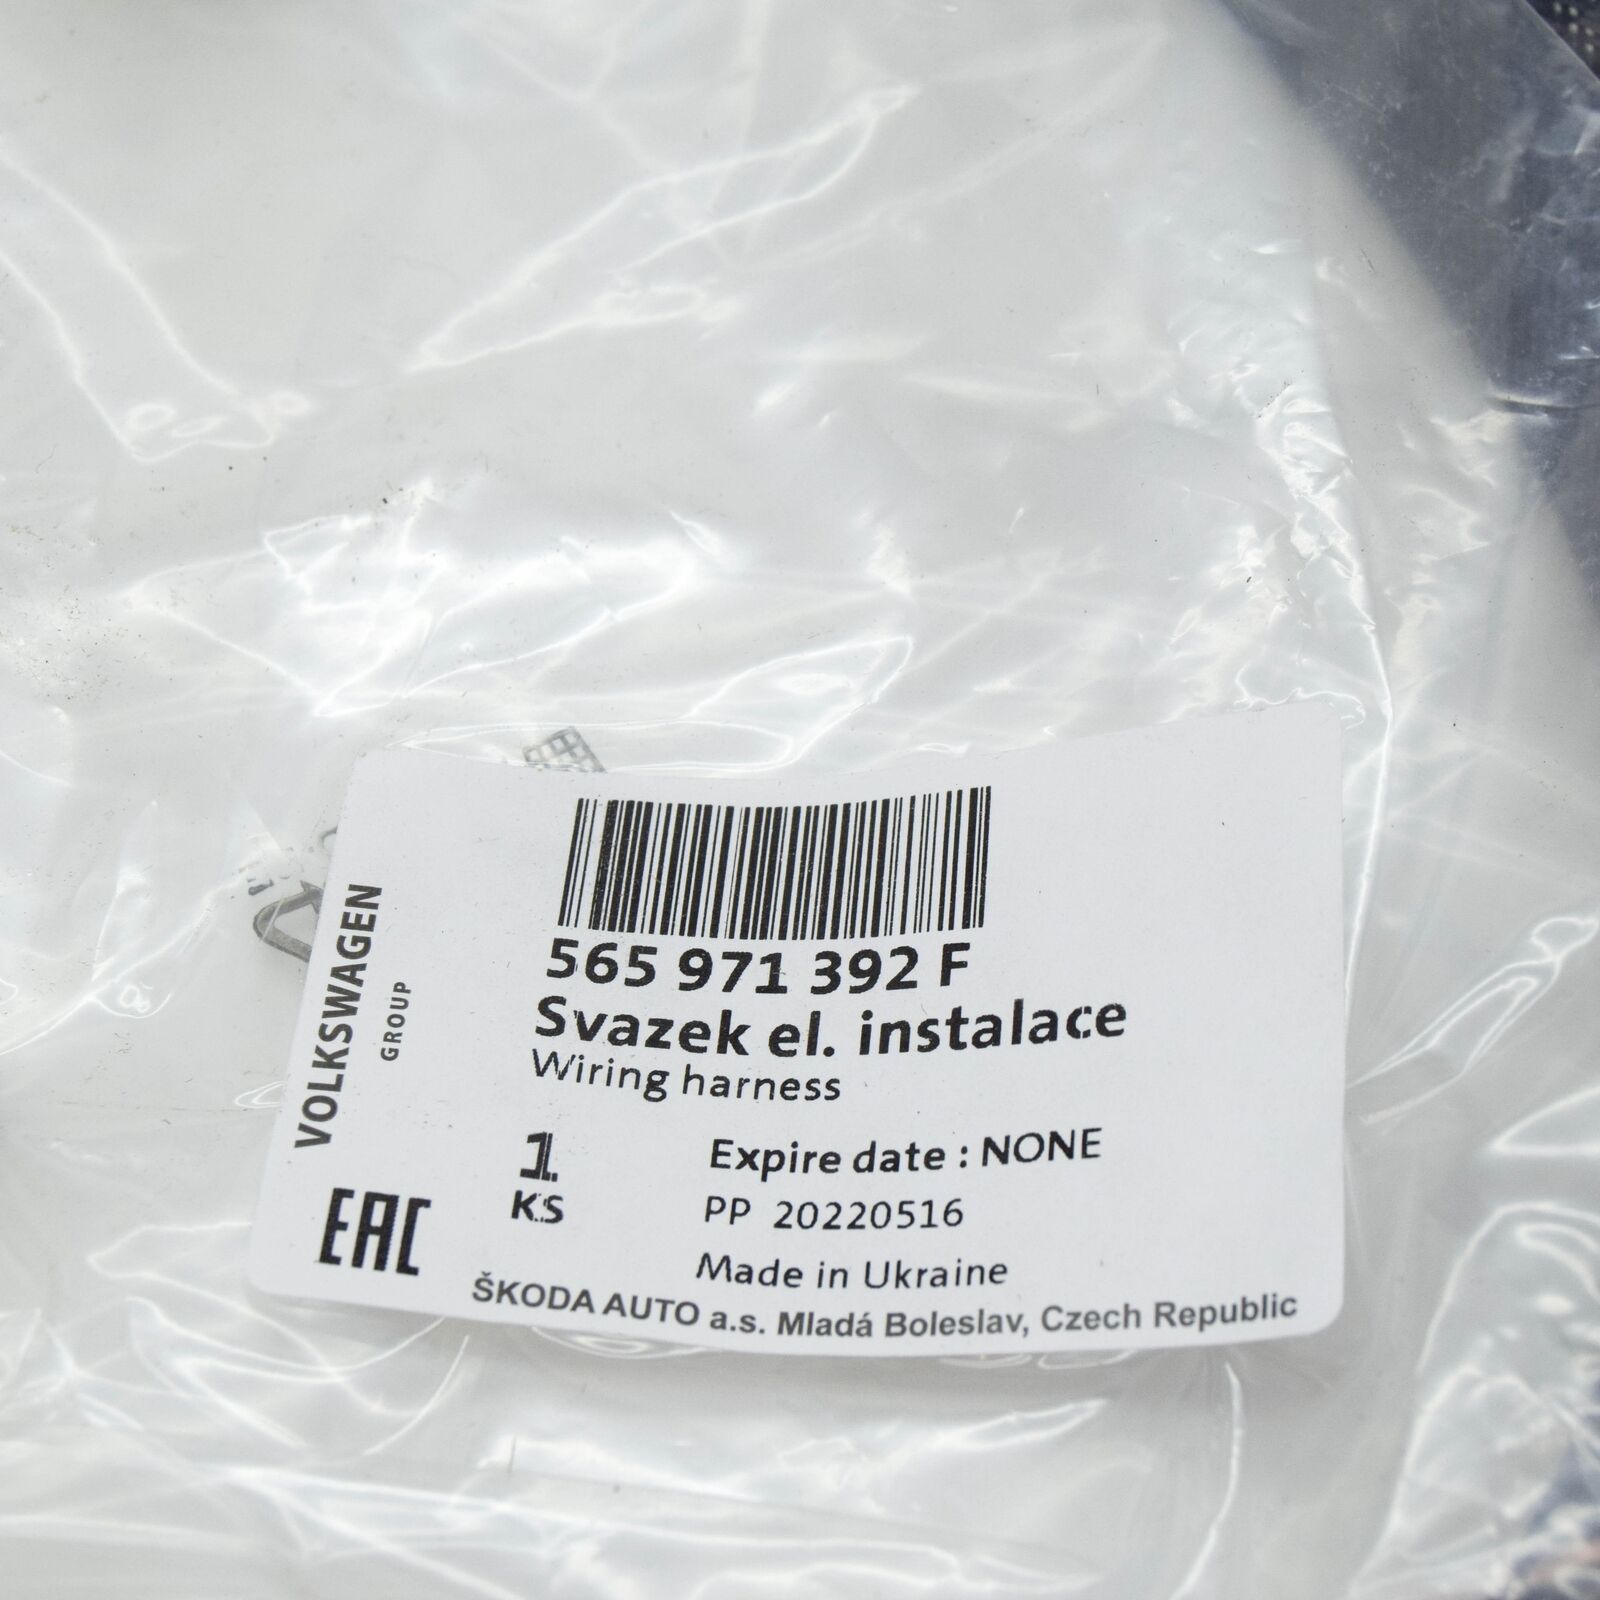 VOLKSWAGEN
GROUP
565 971 392 F
Svazek el. instalace
Wiring harness
1
KS
Expire date : NONE
PP 20220516
Made in Ukraine
EAC
ŠKODA AUTO a.s. Mladá Boleslav, Czech Republic